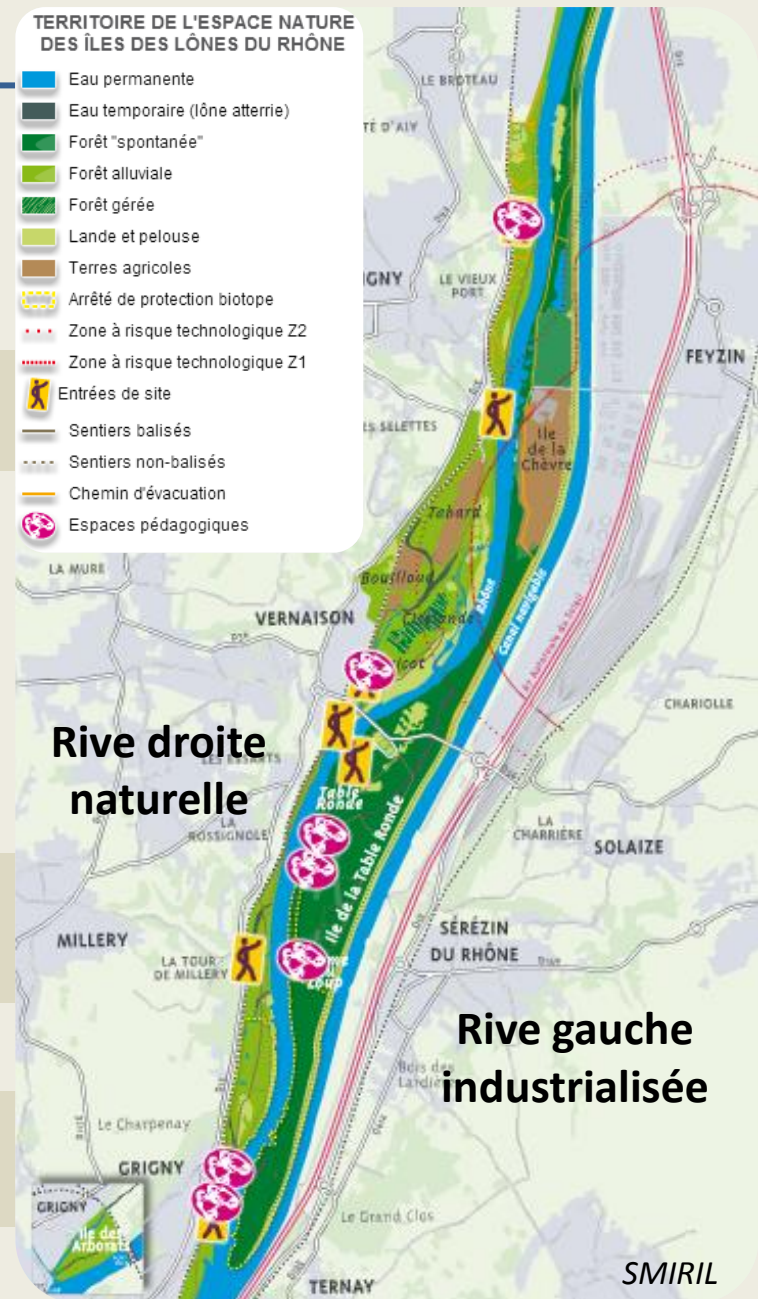 TERRITOIRE DE L'ESPACE NATURE
DES ÎLES DES LÔNES DU RHÔNE
Eau permanente
Eau temporaire (lône atterrie)
Forêt "spontanée"
Forêt alluviale
Forêt gérée
Lande et pelouse
Terres agricoles
Arrêté de protection biotope
Zone à risque technologique Z2
Zone à risque technologique Z1
Entrées de site
Sentiers balisés
Sentiers non-balisés
Chemin d'évacuation
Espaces pédagogiques
LE BROTEAU
LE VIEUX
PORT
FEYZIN
Ile
de la
Chèvre
Tabard
LA MURE
VERNAISON
Rhône
Canal navigable
CHARIOLLE
Rive droite
naturelle
Table
Ronde
LA
ROSSIGNOLE
Ile de la Table Ronde
LA
CHARRIÈRE
SOLAIZE
MILLERY
LA TOUR
DE MILLERY
Loup
SÉRÉZIN
DU RHÔNE
Rive gauche
industrialisée
Le Charpenay
GRIGNY
GRIGNY
Ile des
Arborats
Le Grand Clos
TERNAY
SMIRIL